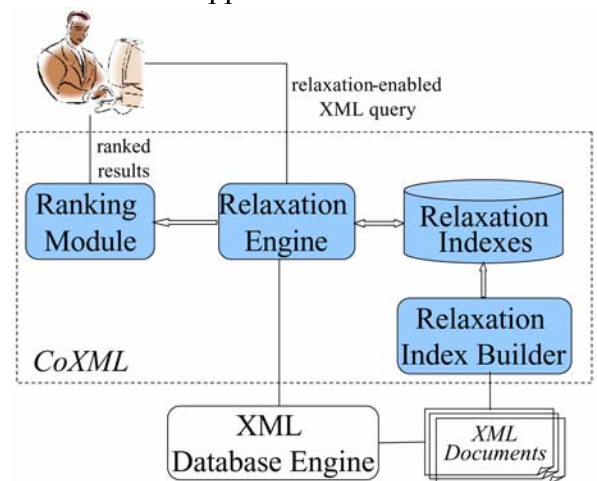 relaxation-enabled
XML query
ranked
results
Ranking
Module
Relaxation
Engine
Relaxation
Indexes
Relaxation
Index Builder
CoXML
XML
Database Engine
XML
Documents